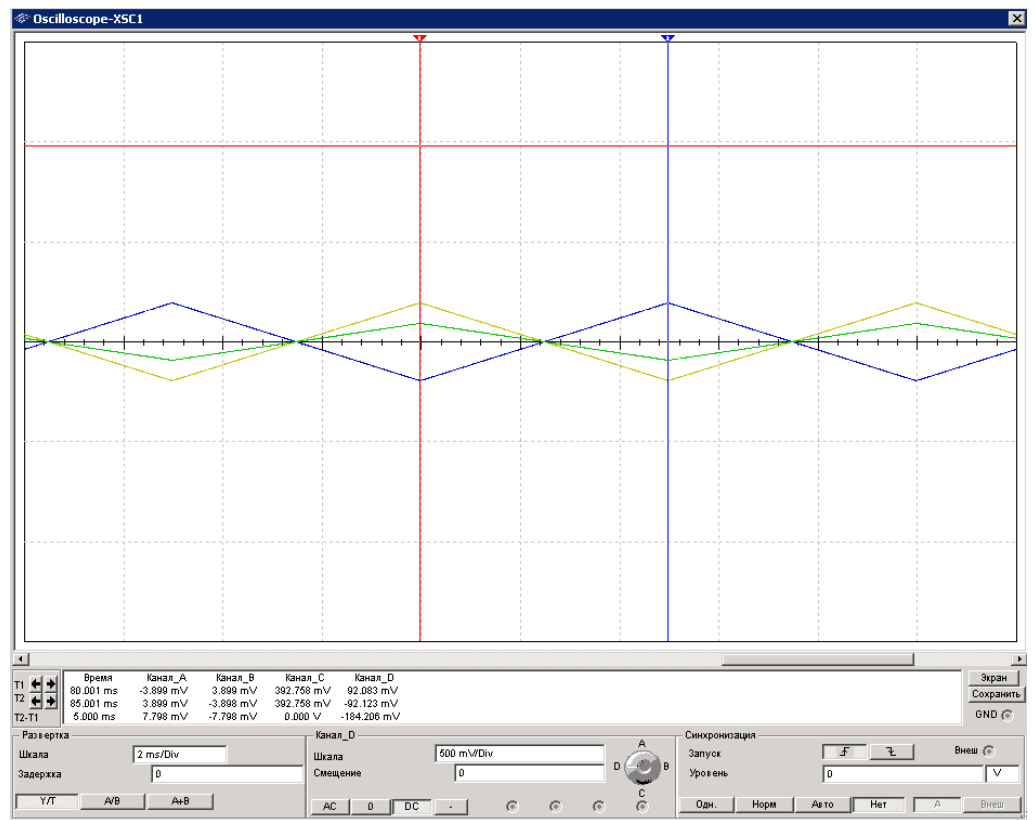 Oscilloscope-XSC1
1 2
T1
T2
T2-T1
Время Канал_A Канал_B Канал_C Канал_D
80.001 ms -3.899 mV 3.899 mV 392.758 mV 92.083 mV
85.001 ms 3.899 mV -3.898 mV 392.758 mV -92.123 mV
5.000 ms 7.798 mV -7.798 mV 0.000 V -184.206 mV
Экран
Сохранить
GND
Развертка
Шкала 2 ms/Div
Задержка 0
Y/T A/B A+B
Канал_D
Шкала 500 mV/Div
Смещение 0
AC 0 DC -
A
D B
C
Синхронизация
Запуск Внеш
Уровень 0 V
Одн. Норм Авто Нет A Внеш